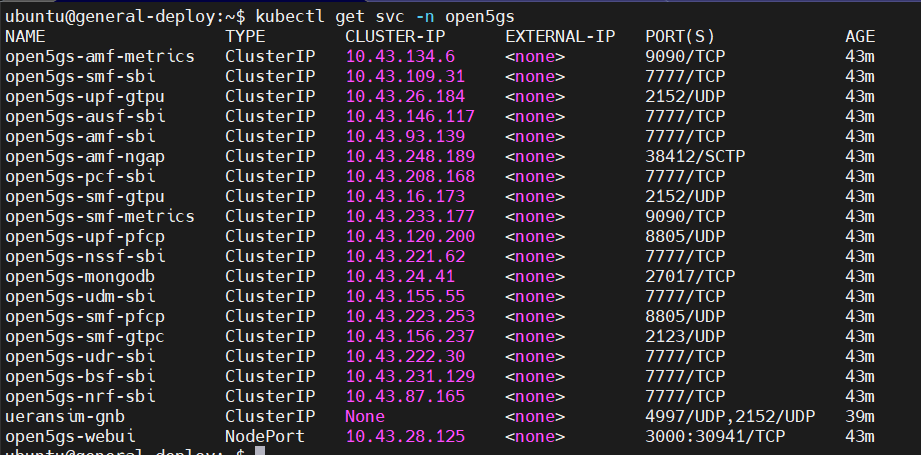 ubuntu@general-deploy:~$ kubectl get svc -n open5gs
NAME TYPE CLUSTER-IP EXTERNAL-IP PORT(S) AGE
open5gs-amf-metrics ClusterIP 10.43.134.6 <none> 9090/TCP 43m
open5gs-smf-sbi ClusterIP 10.43.109.31 <none> 7777/TCP 43m
open5gs-upf-gtpu ClusterIP 10.43.26.184 <none> 2152/UDP 43m
open5gs-ausf-sbi ClusterIP 10.43.146.117 <none> 7777/TCP 43m
open5gs-amf-sbi ClusterIP 10.43.93.139 <none> 7777/TCP 43m
open5gs-amf-ngap ClusterIP 10.43.248.189 <none> 38412/SCTP 43m
open5gs-pcf-sbi ClusterIP 10.43.208.168 <none> 7777/TCP 43m
open5gs-smf-gtpu ClusterIP 10.43.16.173 <none> 2152/UDP 43m
open5gs-smf-metrics ClusterIP 10.43.233.177 <none> 9090/TCP 43m
open5gs-upf-pfcp ClusterIP 10.43.120.200 <none> 8805/UDP 43m
open5gs-nssf-sbi ClusterIP 10.43.221.62 <none> 7777/TCP 43m
open5gs-mongodb ClusterIP 10.43.24.41 <none> 27017/TCP 43m
open5gs-udm-sbi ClusterIP 10.43.155.55 <none> 7777/TCP 43m
open5gs-smf-pfcp ClusterIP 10.43.223.253 <none> 8805/UDP 43m
open5gs-smf-gtpc ClusterIP 10.43.156.237 <none> 2123/UDP 43m
open5gs-udr-sbi ClusterIP 10.43.222.30 <none> 7777/TCP 43m
open5gs-bsf-sbi ClusterIP 10.43.231.129 <none> 7777/TCP 43m
open5gs-nrf-sbi ClusterIP 10.43.87.165 <none> 7777/TCP 43m
ueransim-gnb ClusterIP None <none> 4997/UDP,2152/UDP 39m
open5gs-webui NodePort 10.43.28.125 <none> 3000:30941/TCP 43m
ubuntu@general-deploy:~$